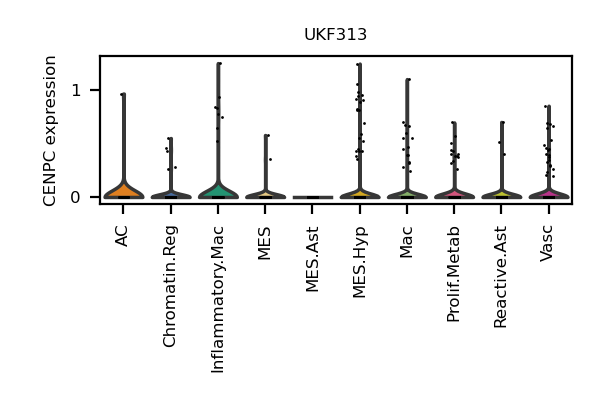 UKF313
CENPC expression
1
0
AC
Chromatin.Reg
Inflammatory.Mac
MES
MES.Ast
MES.Hyp
Mac
Prolif.Metab
Reactive.Ast
Vasc